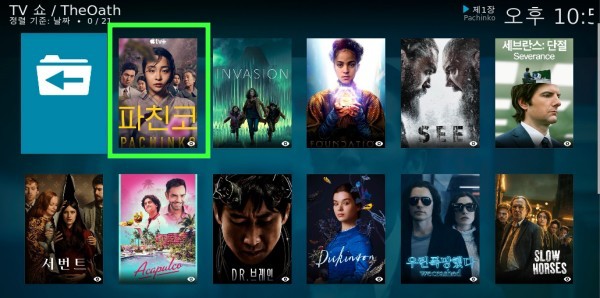 TV 쇼 / TheOath
정렬 기준: 날짜 • 0 / 21
제1장
Pachinko
오후 10:5
tv+
파친코
PACHINKO
INVASION
FOUNDATION
SEE
세브란스: 단절
Severance
서번트
Acapulco
DR. 브레인
Dickinson
우린폭망했다
wecrashed
SLOW
HORSES